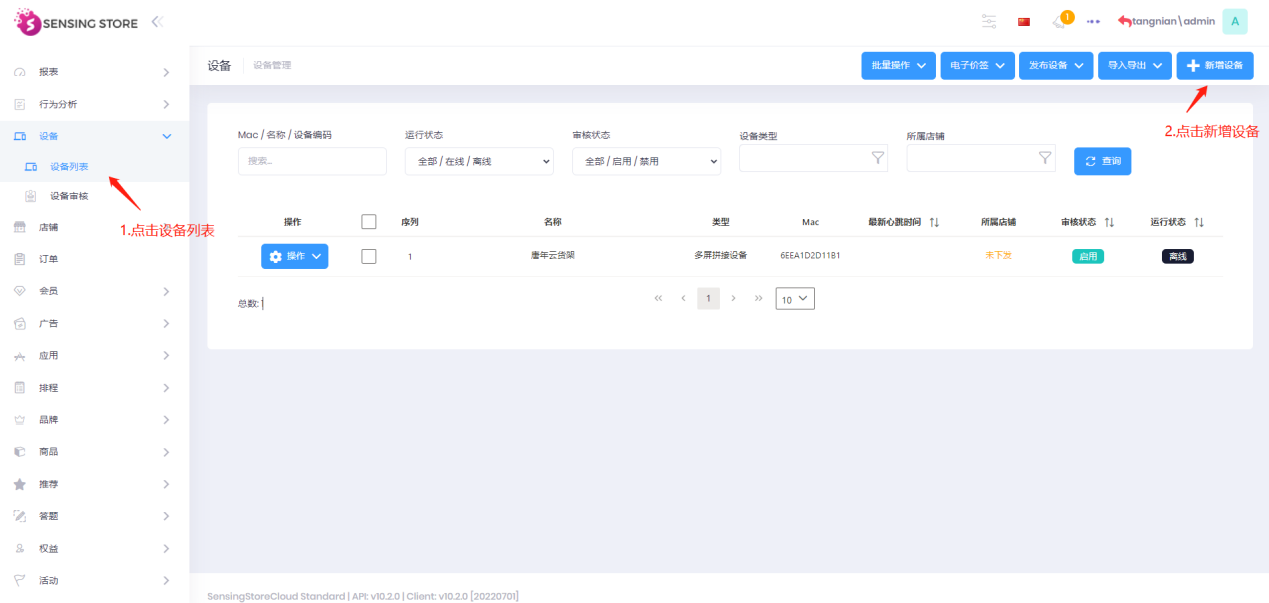 SENSING STORE
1
tangnian\admin
A
报表
行为分析
设备
设备列表
设备审核
店铺
订单
会员
广告
应用
排程
品牌
商品
推荐
答题
权益
活动
设备
设备管理
批量操作
电子价签
发布设备
导入导出
新增设备
1.点击设备列表
2.点击新增设备
Mac / 名称 / 设备编码
运行状态
审核状态
设备类型
所属店铺
搜索...
全部 / 在线 / 离线
全部 / 启用 / 禁用
查询
操作 序列 名称 类型 Mac 最新心跳时间 所属店铺 审核状态 运行状态
操作 1 唐年云货架 多屏拼接设备 6EEA1D2D11B1 未下发 启用 离线
总数:
1
10
SensingStoreCloud Standard | API: v10.2.0 | Client: v10.2.0 [20220701]